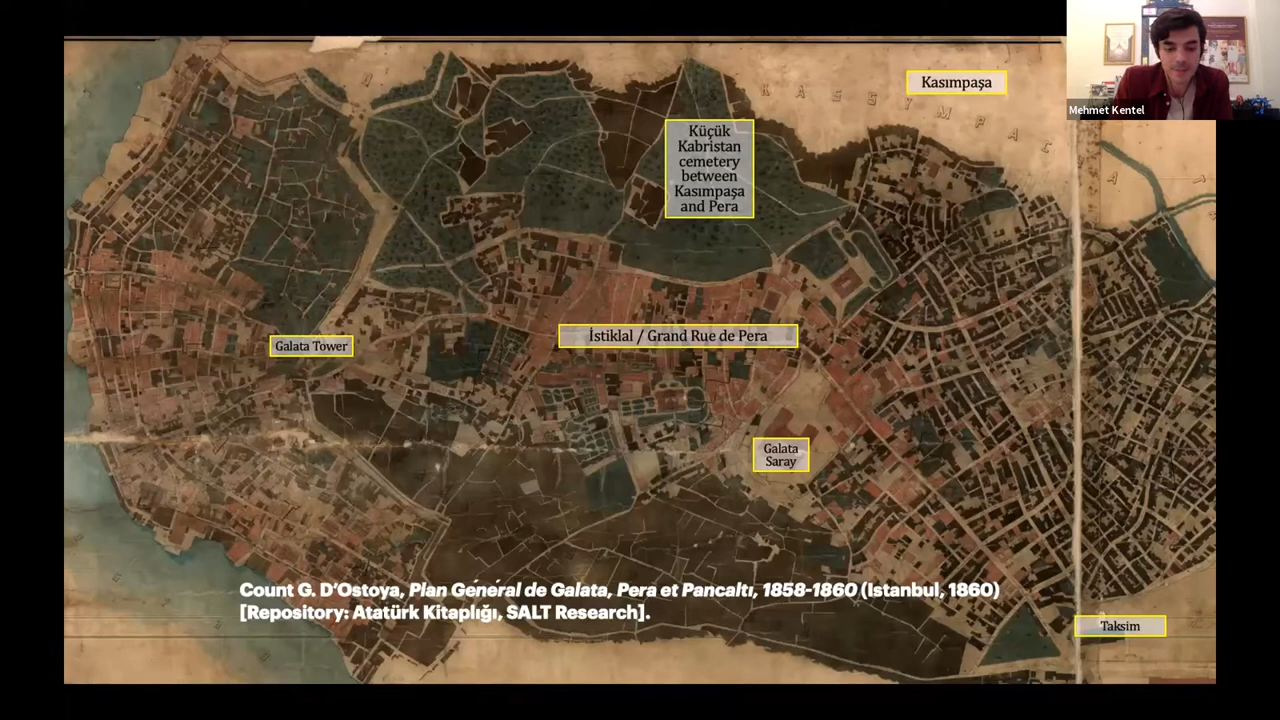 Kasımpaşa
Mehmet Kentel
KASSYMPACHA
Küçük
Kabristan
cemetery
between
Kasımpaşa
and Pera
İstiklal / Grand Rue de Pera
Galata Tower
Galata
Saray
Count G. D'Ostoya, Plan Général de Galata, Pera et Pancaltı, 1858-1860 (Istanbul, 1860)
[Repository: Atatürk Kitaplığı, SALT Research].
Taksim